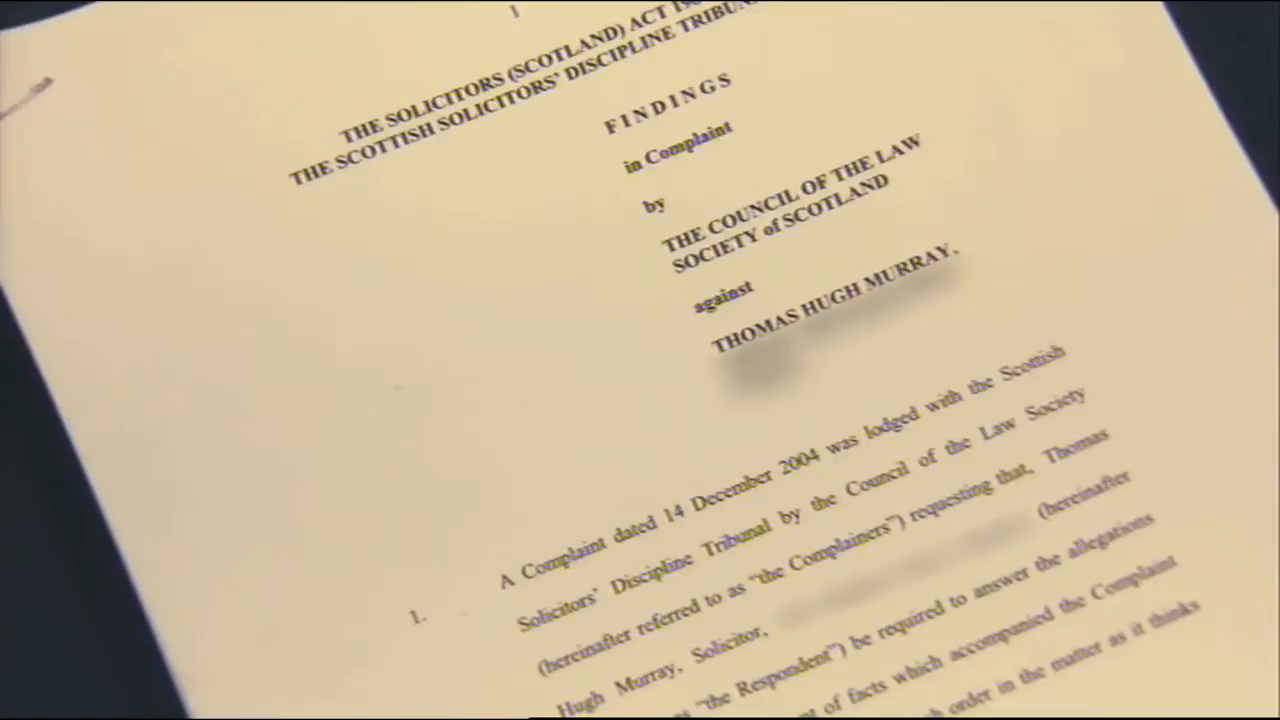 1
THE SOLICITORS (SCOTLAND) ACT
THE SCOTTISH SOLICITORS' DISCIPLINE
FINDINGS
in Complaint
by
THE COUNCIL OF THE LAW
SOCIETY of SCOTLAND
against
THOMAS HUGH MURRAY,
1. A Complaint dated 14 December 2004 was lodged with the Scottish
Solicitors' Discipline Tribunal by the Council of the Law Society
(hereinafter referred to as "the Complainers") requesting that, Thomas
Hugh Murray, Solicitor, (hereinafter
"the Respondent") be required to answer the allegations
of facts which accompanied the Complaint
order in the matter as it thinks